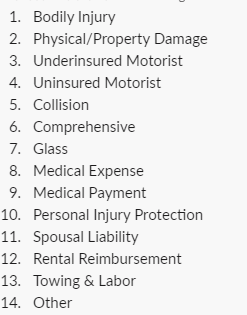 1. Bodily Injury
2. Physical/Property Damage
3. Underinsured Motorist
4. Uninsured Motorist
5. Collision
6. Comprehensive
7. Glass
8. Medical Expense
9. Medical Payment
10. Personal Injury Protection
11. Spousal Liability
12. Rental Reimbursement
13. Towing & Labor
14. Other